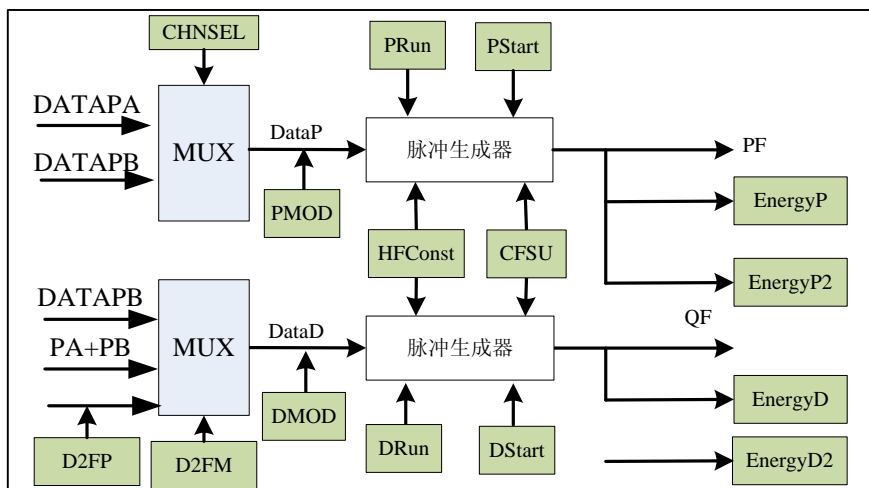 CHNSEL
PRun
PStart
DATAPA
DATAPB
MUX
DataP
PMOD
脉冲生成器
PF
EnergyP
EnergyP2
HFConst
CFSU
DATAPB
PA+PB
MUX
DataD
DMOD
脉冲生成器
QF
EnergyD
EnergyD2
D2FP
D2FM
DRun
DStart